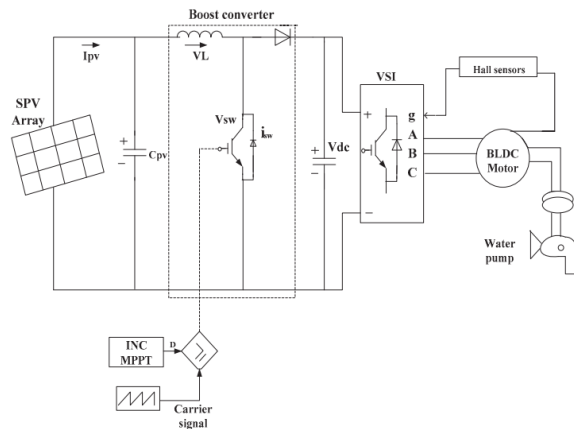 Boost converter
Ipv
VL
VSI
Hall sensors
SPV
Array
Vsw
isw
Cpv
+
−
+
−
Vdc
+
−
g
A
B
C
BLDC
Motor
Water
pump
INC
MPPT
D
Carrier
signal